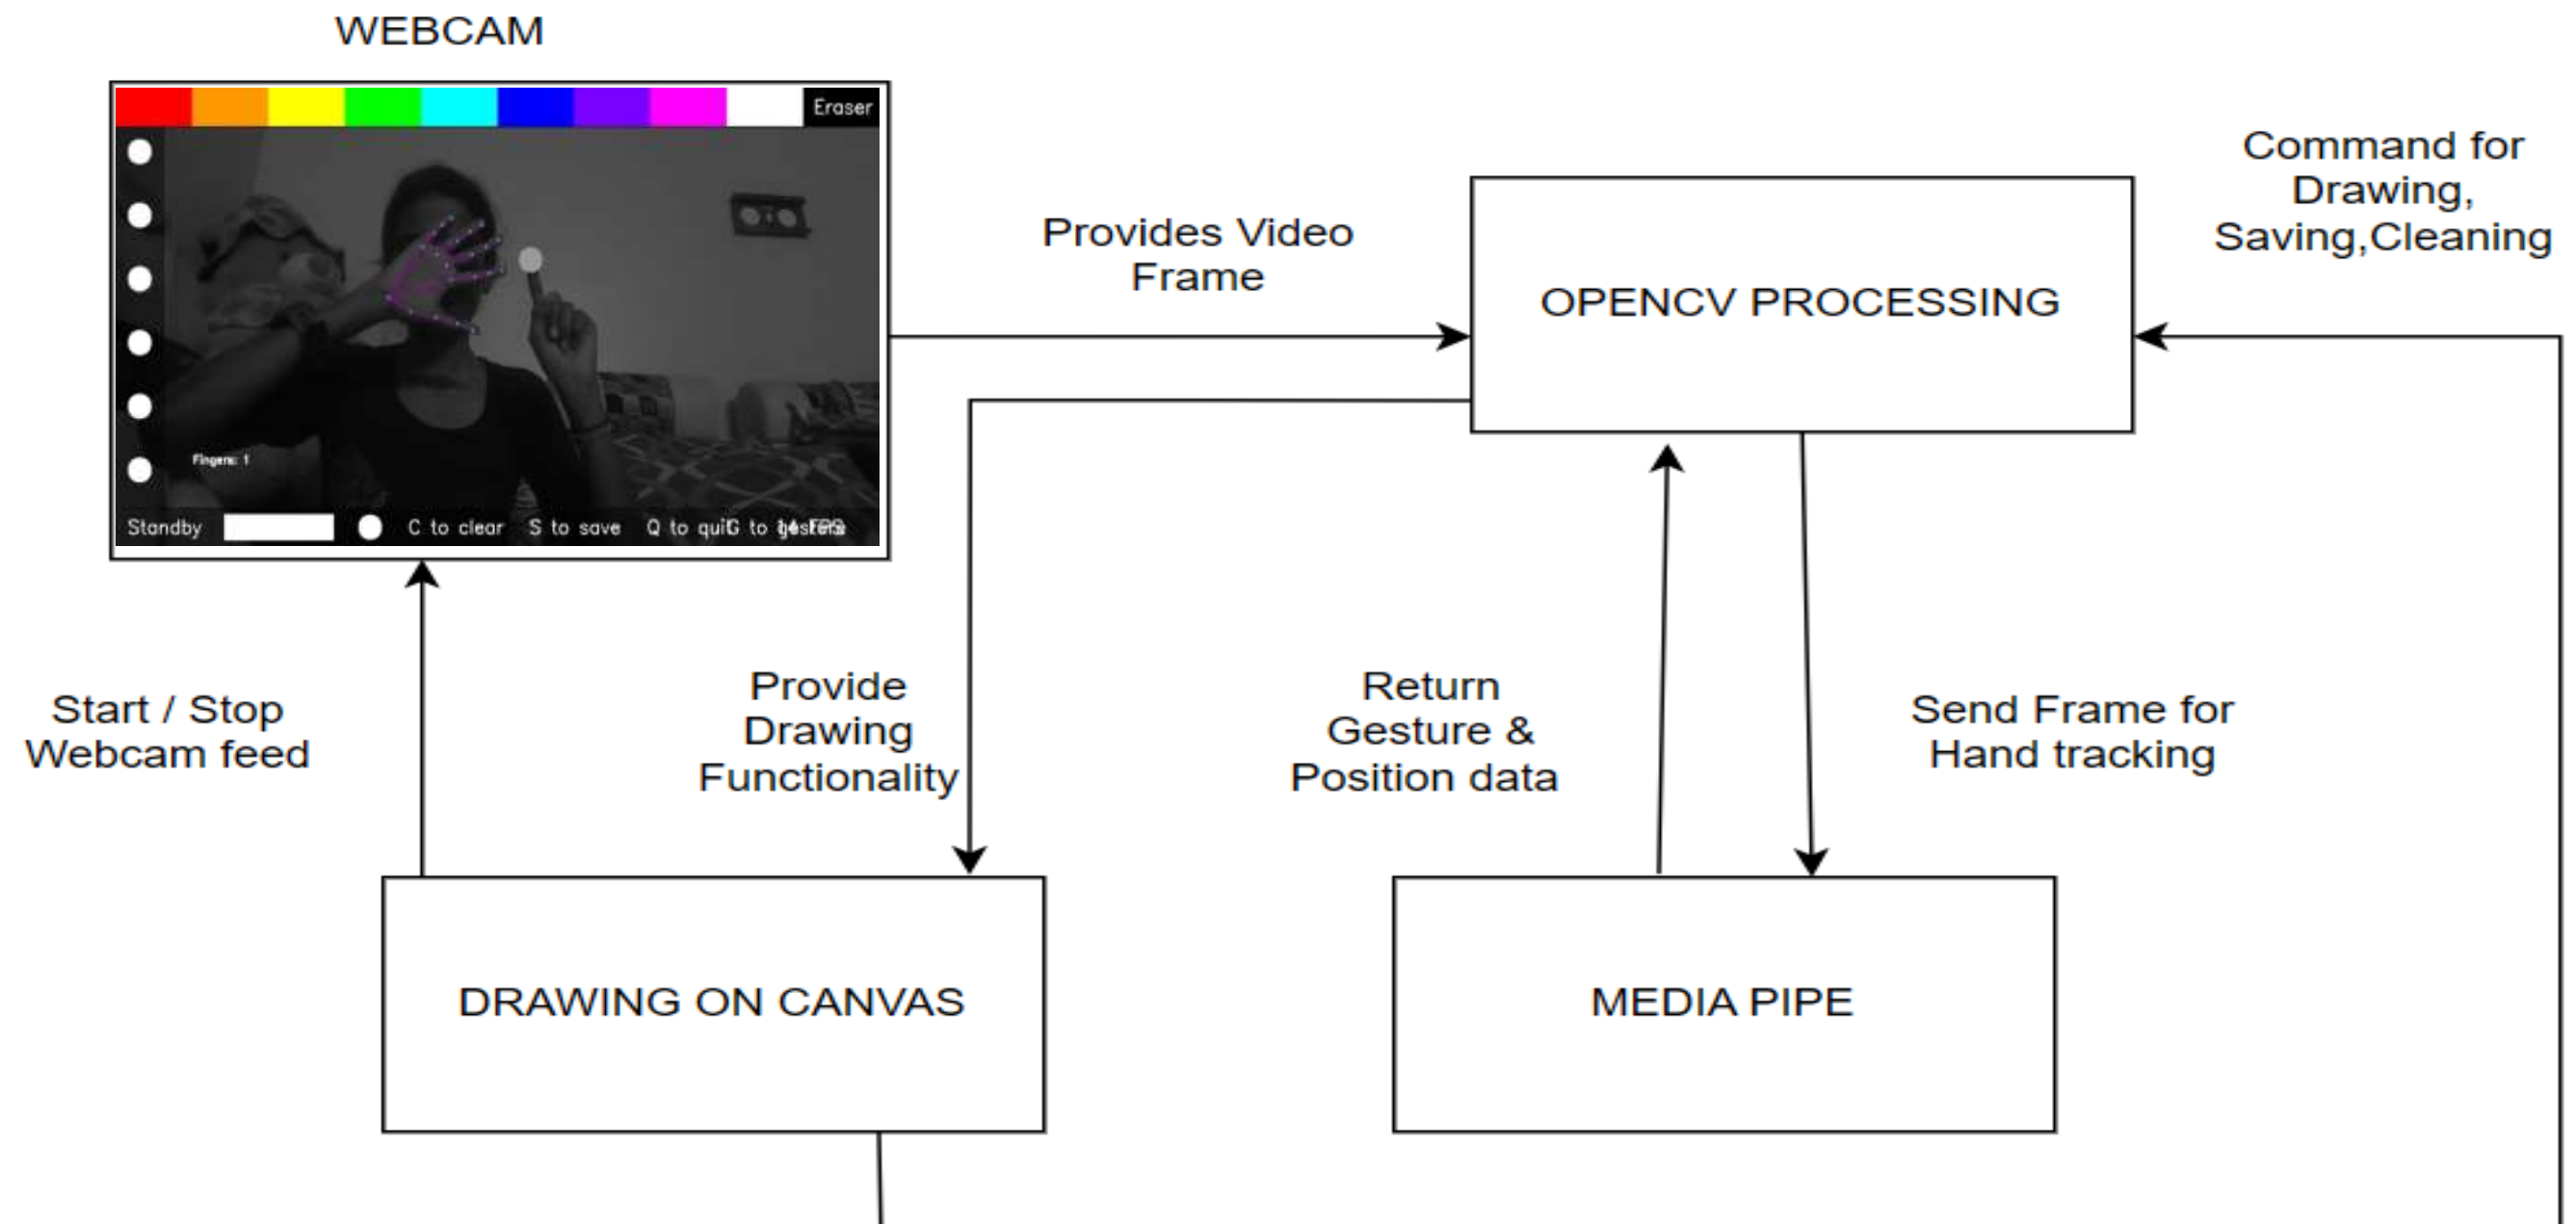 WEBCAM
Eraser
Fingers: 1
Standby
C to clear
S to save
Q to quit
G to
Provides Video
Frame
OPENCV PROCESSING
Command for
Drawing,
Saving,Cleaning
Start / Stop
Webcam feed
Provide
Drawing
Functionality
Return
Gesture &
Position data
Send Frame for
Hand tracking
DRAWING ON CANVAS
MEDIA PIPE